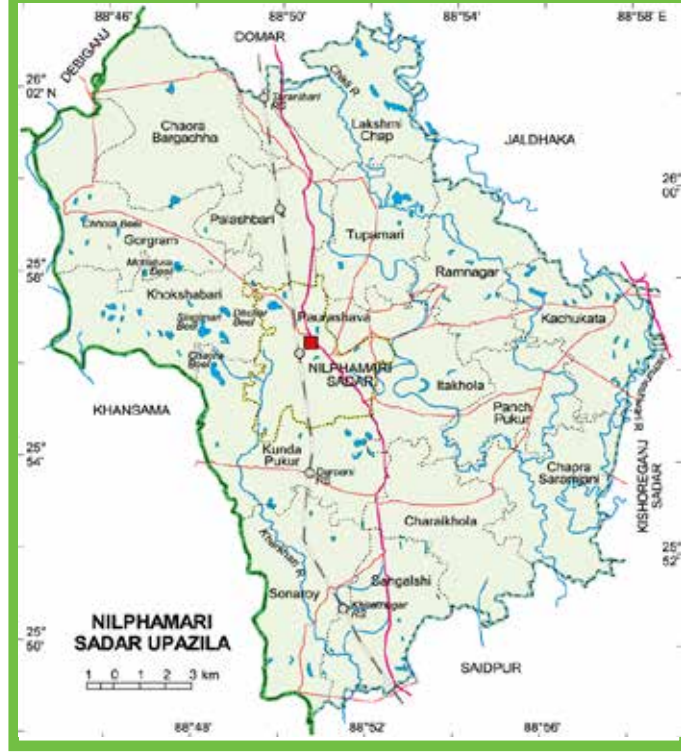 88°46'
88°50'
88°54'
88°58' E
DEBIGANJ
DOMAR
26°
02' N
Chaora
Bargachha
Lakshmi
Chap
JALDHAKA
26°
00'
Palashbari
Gorgram
Tupamari
25°
58'
Khokshabari
Ramnagar
Paurashava
Kachukata
NILPHAMARI
SADAR
Itakhola
Panch
Pukur
KHANSAMA
25°
54'
Kunda
Pukur
Darwani
RS
Chapra
Saramjani
KISHOREGANJ
SADAR
Charaikhola
25°
52'
Sonaroy
Sangalshi
NILPHAMARI
SADAR UPAZILA
25°
50'
1 0 1 2 3 km
SAIDPUR
88°48'
88°52'
88°56'